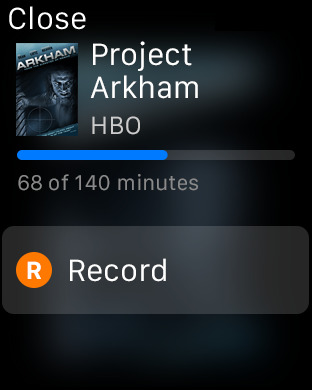 Close
ARKHAM
Project
Arkham
HBO
68 of 140 minutes
R Record